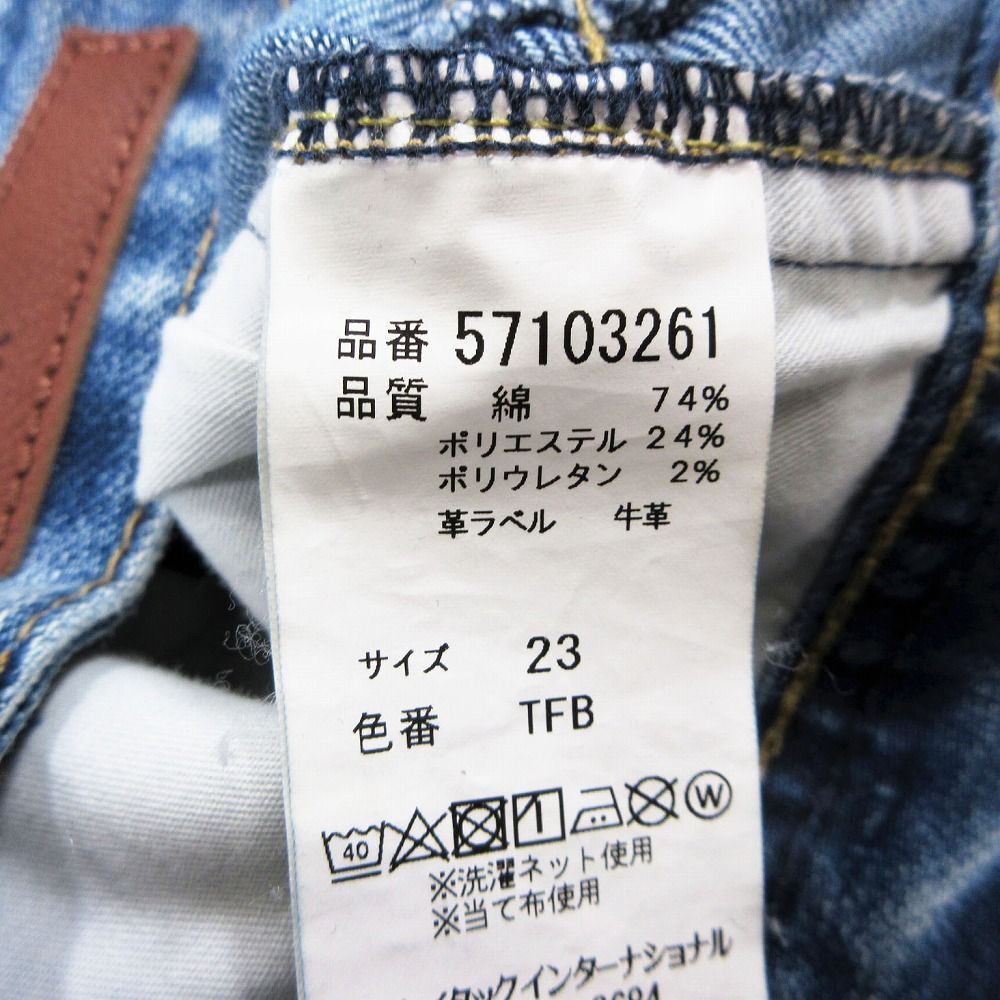 品番 57103261
品質 綿 74%
ポリエステル 24%
ポリウレタン 2%
革ラベル 牛革
サイズ 23
色番 TFB
40 W
※洗濯ネット使用
※当て布使用
イタックインターナショナル